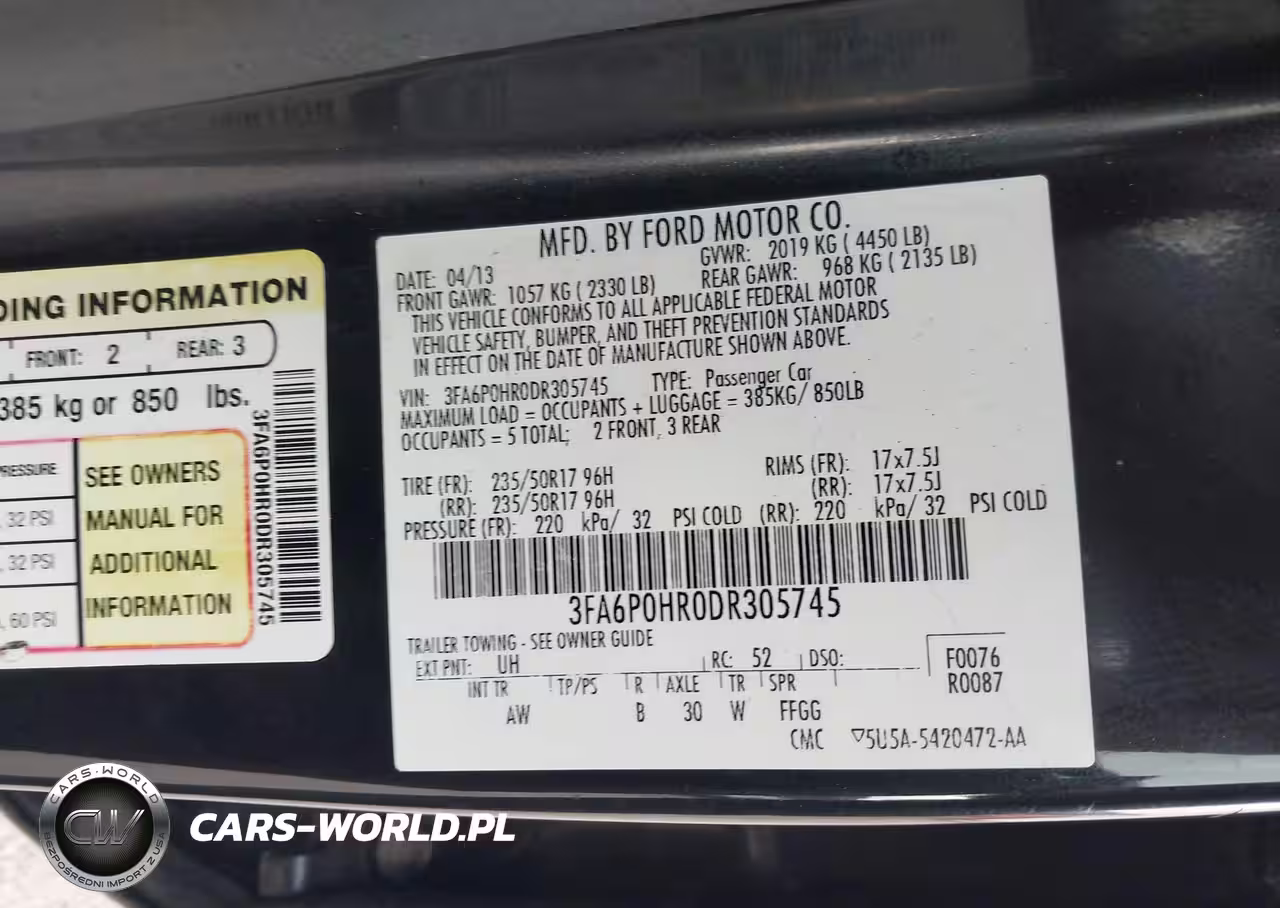 DING INFORMATION
FRONT: 2 REAR: 3
385 kg or 850 lbs.
PRESSURE
32 PSI
32 PSI
60 PSI
SEE OWNERS
MANUAL FOR
ADDITIONAL
INFORMATION
3FA6P0HR0DR305745
MFD. BY FORD MOTOR CO.
DATE: 04/13 GVWR: 2019 KG ( 4450 LB)
FRONT GAWR: 1057 KG ( 2330 LB) REAR GAWR: 968 KG ( 2135 LB)
THIS VEHICLE CONFORMS TO ALL APPLICABLE FEDERAL MOTOR
VEHICLE SAFETY, BUMPER, AND THEFT PREVENTION STANDARDS
IN EFFECT ON THE DATE OF MANUFACTURE SHOWN ABOVE.
VIN: 3FA6P0HR0DR305745 TYPE: Passenger Car
MAXIMUM LOAD = OCCUPANTS + LUGGAGE = 385KG/ 850LB
OCCUPANTS = 5 TOTAL; 2 FRONT, 3 REAR
TIRE (FR): 235/50R17 96H RIMS (FR): 17x7.5J
(RR): 235/50R17 96H (RR): 17x7.5J
PRESSURE (FR): 220 kPa/ 32 PSI COLD (RR): 220 kPa/ 32 PSI COLD
3FA6P0HR0DR305745
TRAILER TOWING - SEE OWNER GUIDE
EXT PNT: UH RC: 52 DSO: F0076
INT TR TP/PS R AXLE TR SPR R0087
AW B 30 W FFGG
CMC ▽5U5A-5420472-AA
CARS-WORLD
CW
BEZPOŚREDNI IMPORT Z USA
CARS-WORLD.PL